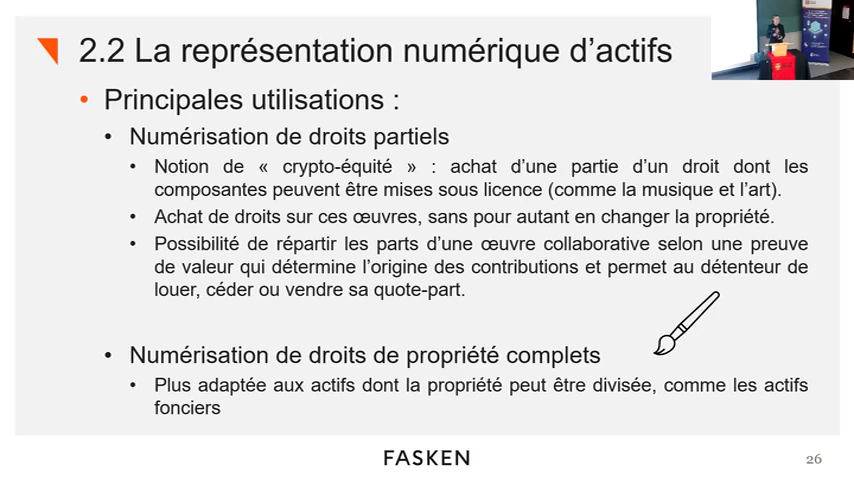 2.2 La représentation numérique d’actifs
• Principales utilisations :
• Numérisation de droits partiels
• Notion de « crypto-équité » : achat d’une partie d’un droit dont les
composantes peuvent être mises sous licence (comme la musique et l’art).
• Achat de droits sur ces œuvres, sans pour autant en changer la propriété.
• Possibilité de répartir les parts d’une œuvre collaborative selon une preuve
de valeur qui détermine l’origine des contributions et permet au détenteur de
louer, céder ou vendre sa quote-part.
• Numérisation de droits de propriété complets
• Plus adaptée aux actifs dont la propriété peut être divisée, comme les actifs
fonciers
FASKEN
26